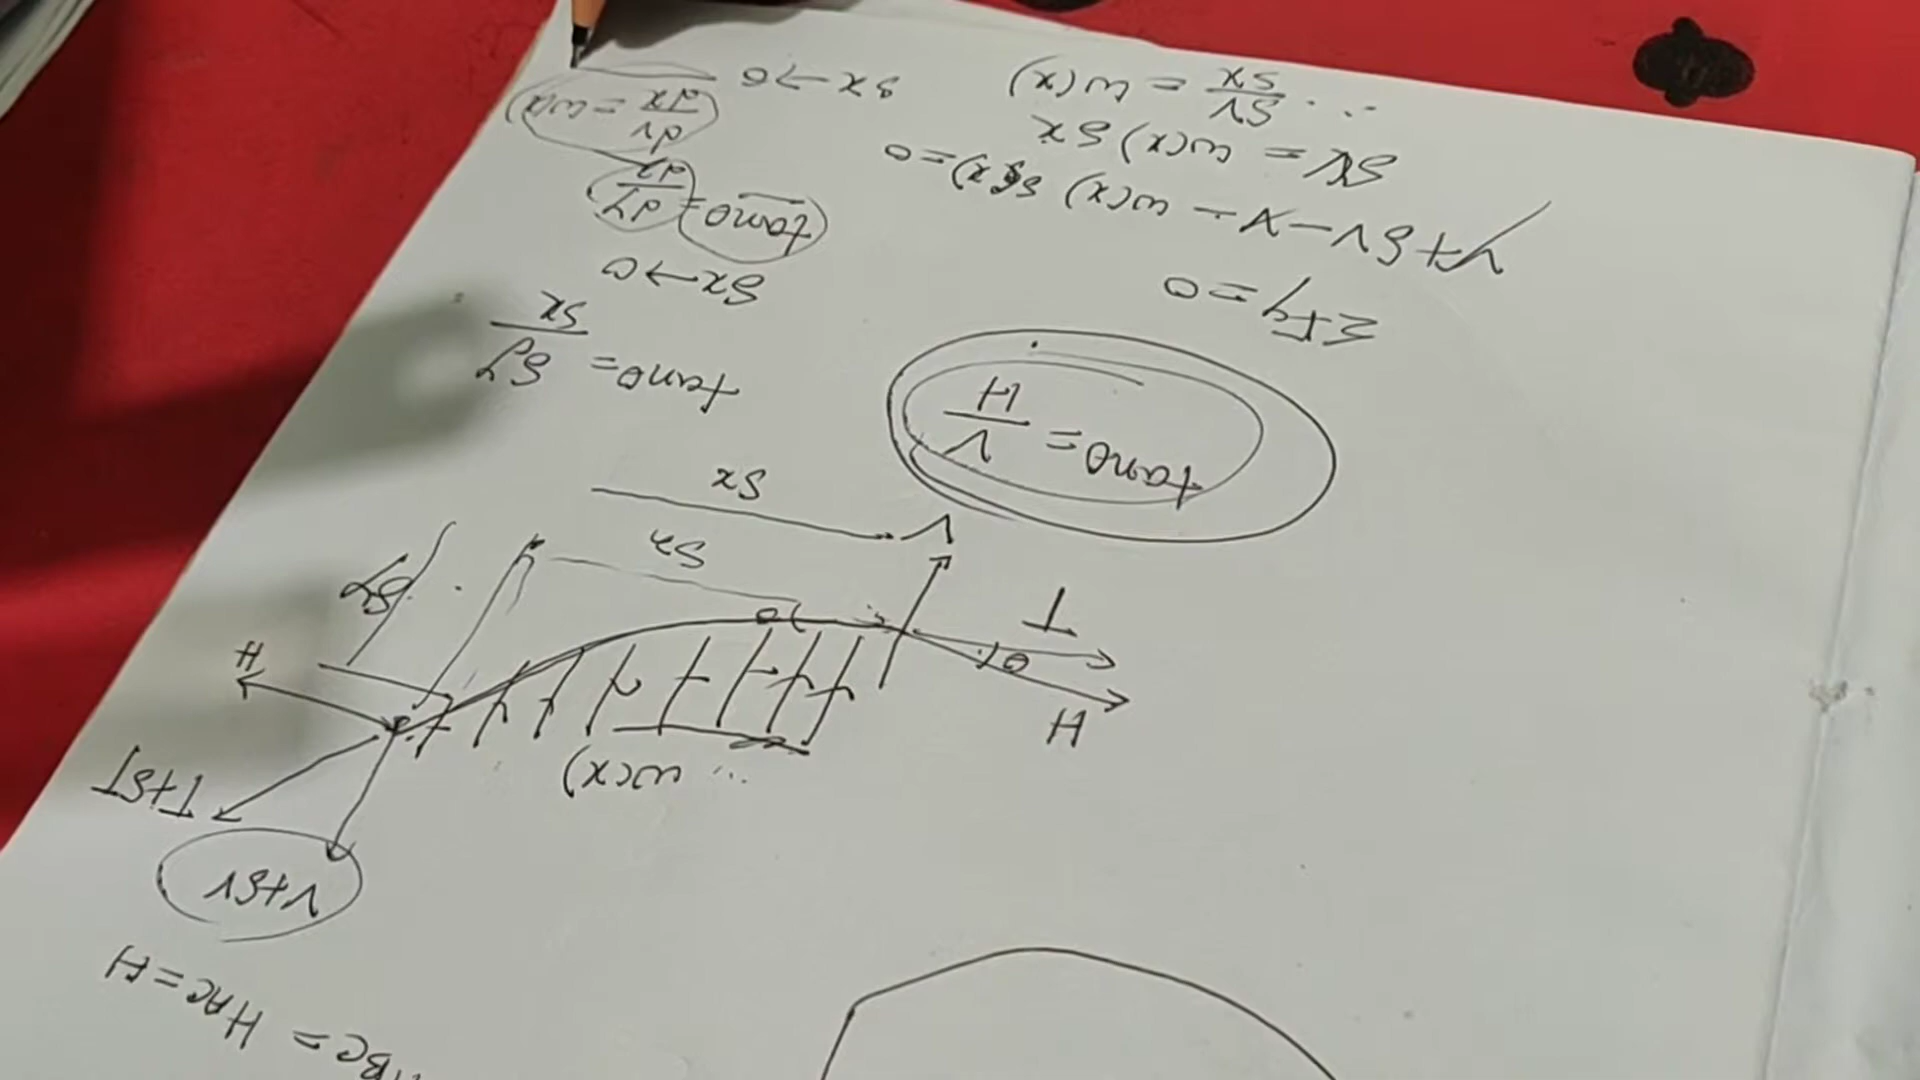 BC = HAC = H
V+δV
T+δT
... w(x)
H
H
θ
T
θ
δy
δx
V
δx
tanθ = V/H
tanθ = δy/δx
ΣFy = 0
δx → 0
V + δV - V - w(x) δ(x) = 0
tanθ = dy/dx
δV = w(x) δx
dv/dx = w(x)
∴ δV/δx = w(x)
δx → 0